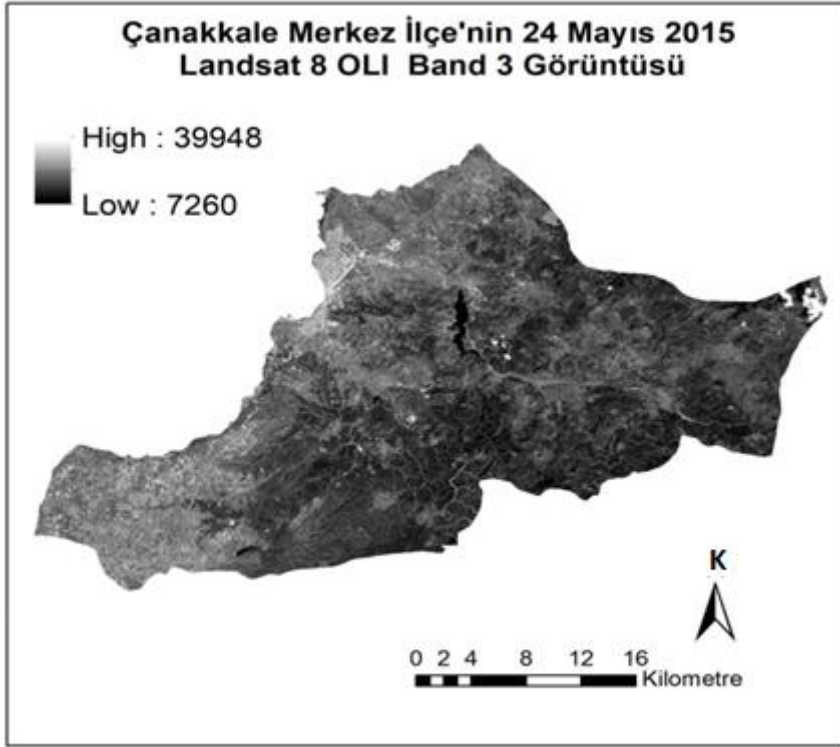 Çanakkale Merkez İlçe'nin 24 Mayıs 2015
Landsat 8 OLI Band 3 Görüntüsü
High : 39948
Low : 7260
K
0 2 4 8 12 16
Kilometre